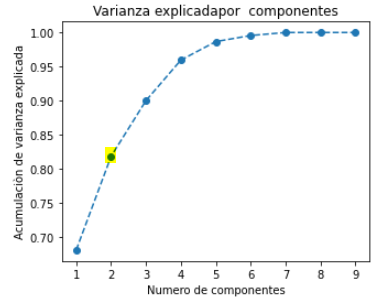 Varianza explicadapor componentes
1.00
0.95
0.90
0.85
0.80
0.75
0.70
Acumulaciòn de varianza explicada
1 2 3 4 5 6 7 8 9
Numero de componentes